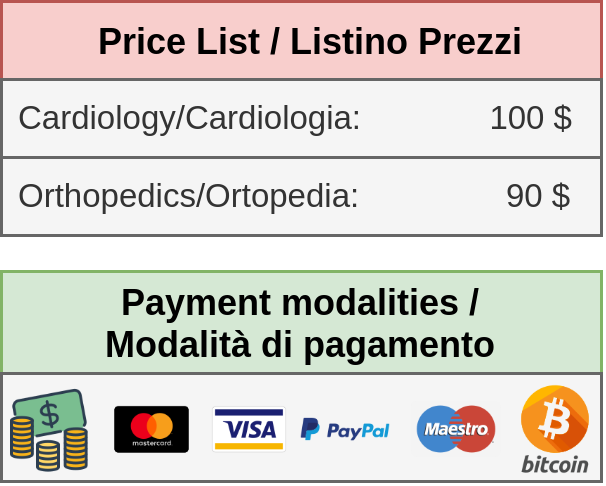 Price List / Listino Prezzi
Cardiology/Cardiologia: 100 $
Orthopedics/Ortopedia: 90 $
Payment modalities /
Modalità di pagamento
$ mastercard VISA PayPal Maestro bitcoin